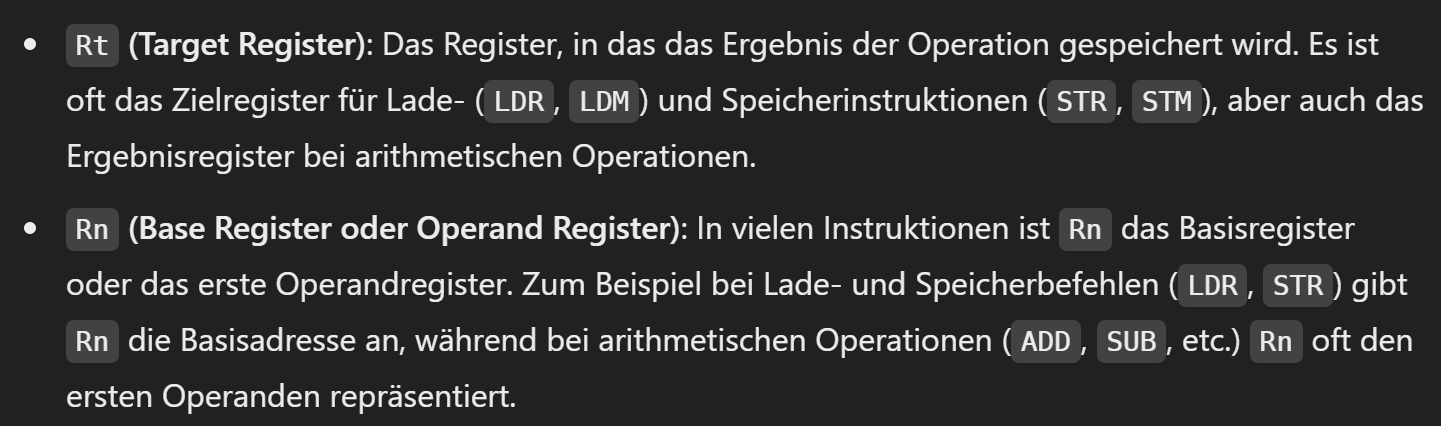 • Rt (Target Register): Das Register, in das das Ergebnis der Operation gespeichert wird. Es ist
oft das Zielregister für Lade- (LDR, LDM) und Speicherinstruktionen (STR, STM), aber auch das
Ergebnisregister bei arithmetischen Operationen.
• Rn (Base Register oder Operand Register): In vielen Instruktionen ist Rn das Basisregister
oder das erste Operandregister. Zum Beispiel bei Lade- und Speicherbefehlen (LDR, STR) gibt
Rn die Basisadresse an, während bei arithmetischen Operationen (ADD, SUB, etc.) Rn oft den
ersten Operanden repräsentiert.